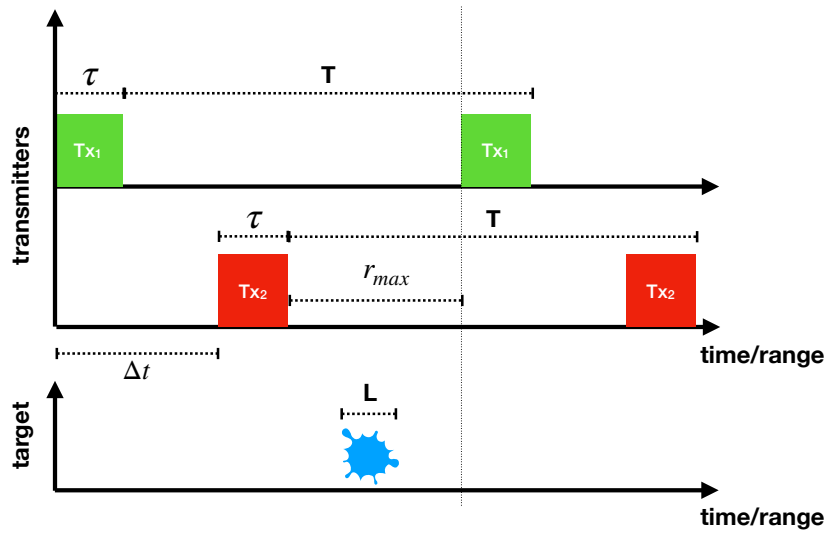 τ
T
Tx₁
Tx₁
transmitters
τ
T
r_max
Tx₂
Tx₂
time/range
Δt
L
target
time/range